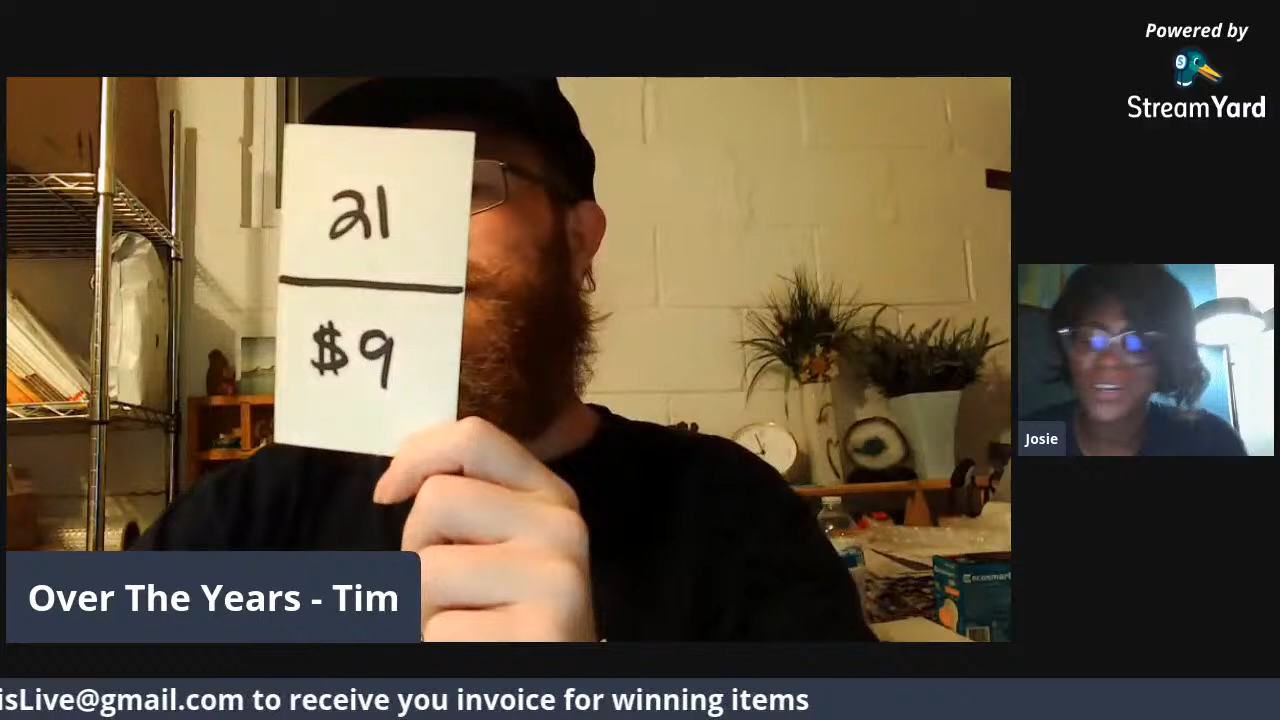 Powered by
StreamYard
21
$9
Josie
ecosmart
Over The Years - Tim
isLive@gmail.com to receive you invoice for winning items